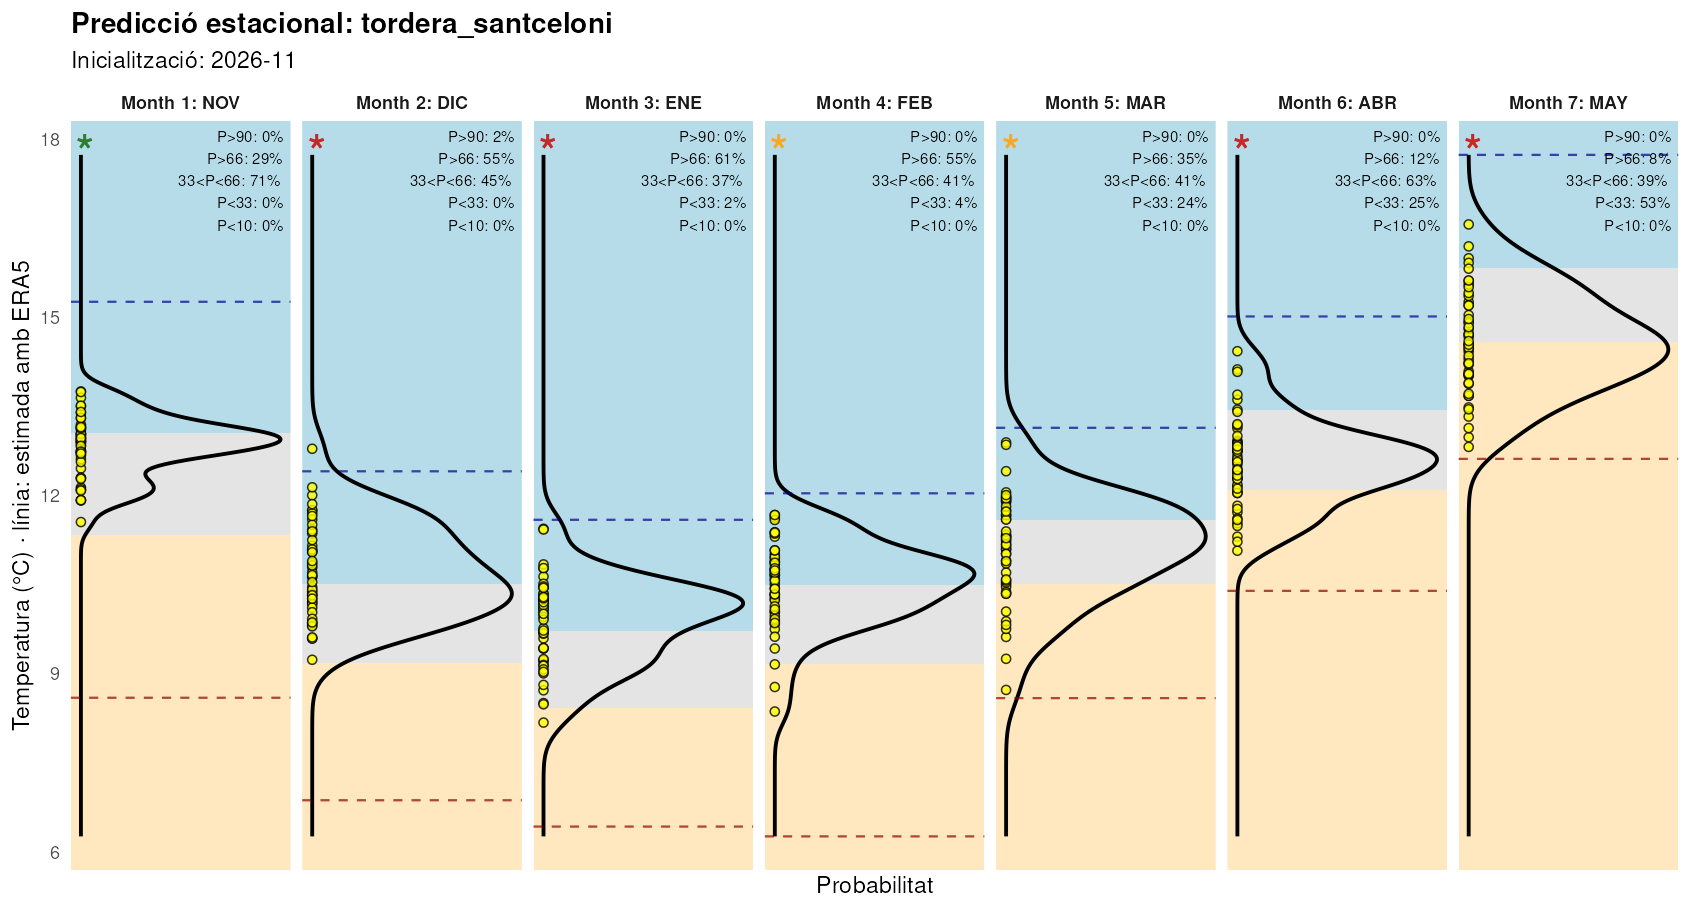 Predicció estacional: tordera_santceloni
Inicialització: 2026-11
Month 1: NOV
Month 2: DIC
Month 3: ENE
Month 4: FEB
Month 5: MAR
Month 6: ABR
Month 7: MAY
Temperatura (°C) · línia: estimada amb ERA5
18
15
12
9
6
*
P>90: 0%
P>66: 29%
33<P<66: 71%
P<33: 0%
P<10: 0%
*
P>90: 2%
P>66: 55%
33<P<66: 45%
P<33: 0%
P<10: 0%
*
P>90: 0%
P>66: 61%
33<P<66: 37%
P<33: 2%
P<10: 0%
*
P>90: 0%
P>66: 55%
33<P<66: 41%
P<33: 4%
P<10: 0%
*
P>90: 0%
P>66: 35%
33<P<66: 41%
P<33: 24%
P<10: 0%
*
P>90: 0%
P>66: 12%
33<P<66: 63%
P<33: 25%
P<10: 0%
*
P>90: 0%
P>66: 8%
33<P<66: 39%
P<33: 53%
P<10: 0%
Probabilitat